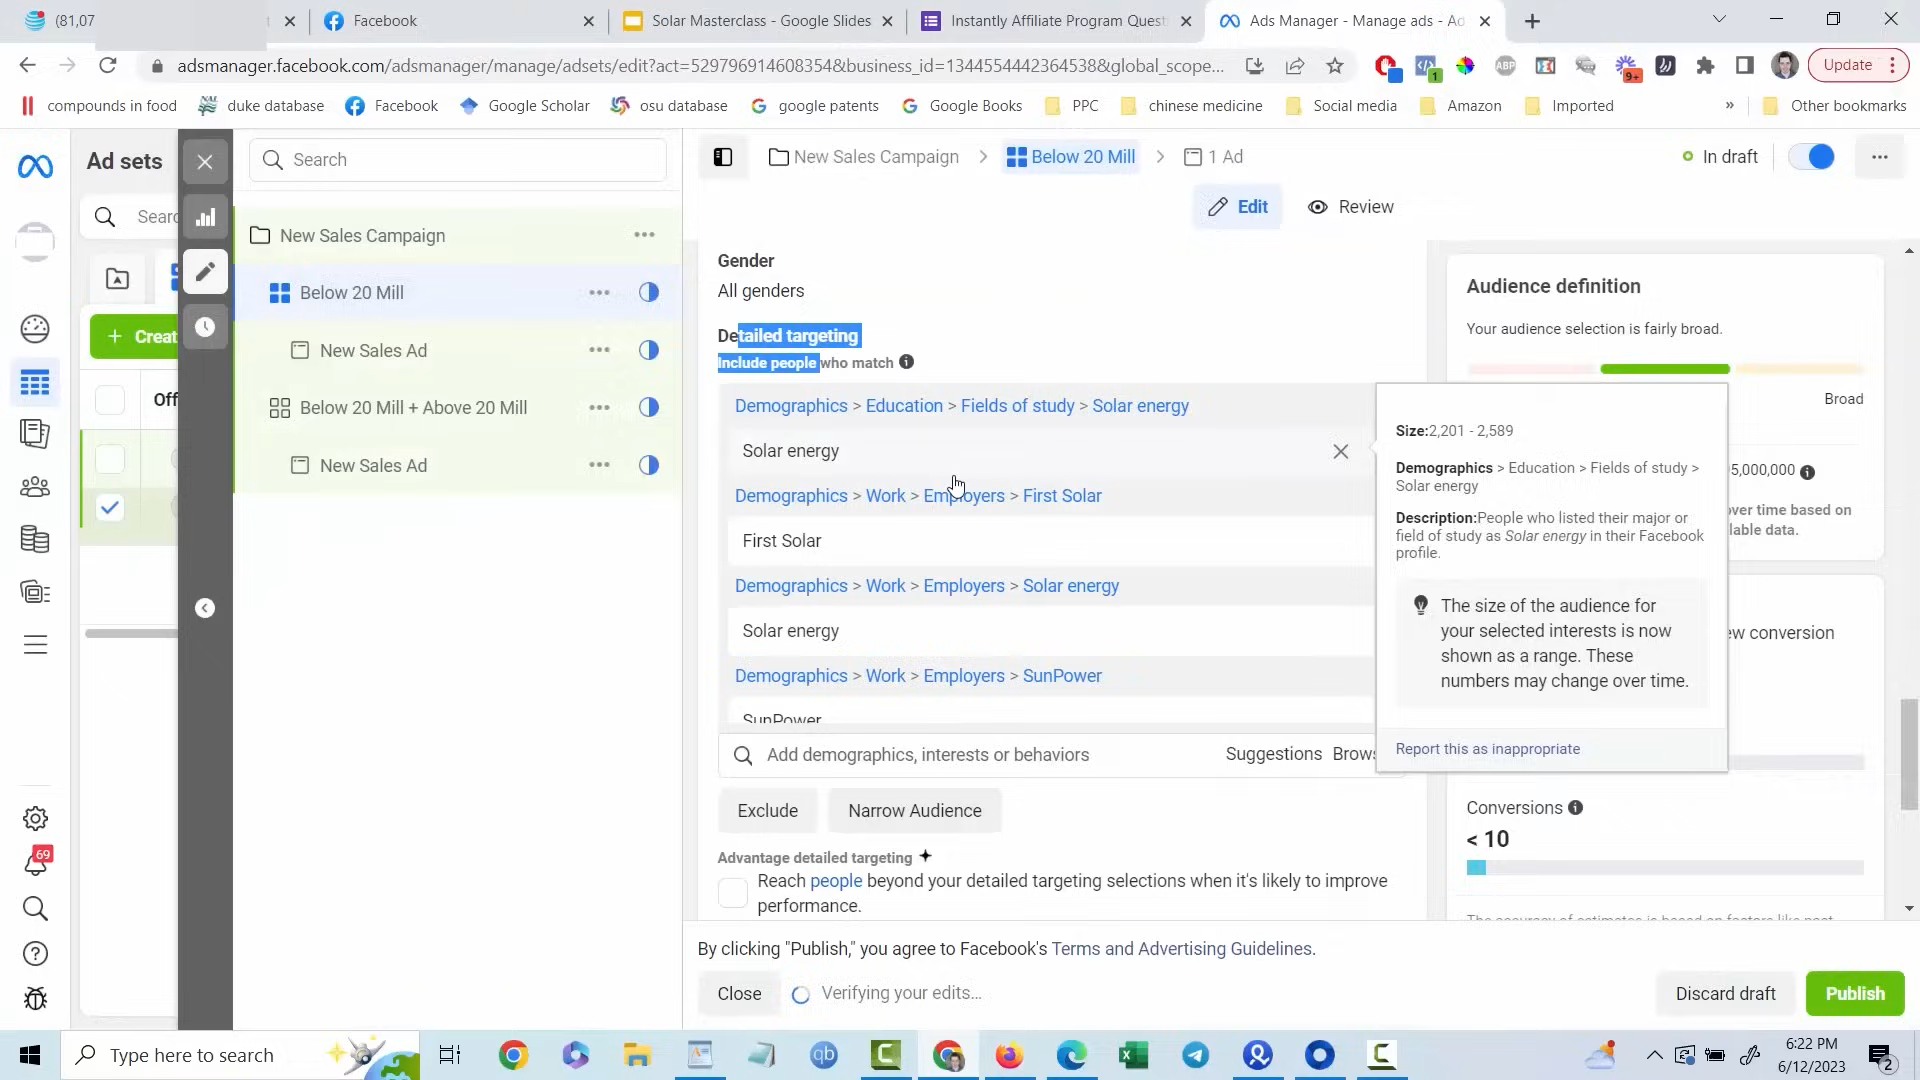 (81,07
Facebook
Solar Masterclass - Google Slides
Instantly Affiliate Program Quest
Ads Manager - Manage ads - Ad
adsmanager.facebook.com/adsmanager/manage/adsets/edit?act=529796914608354&business_id=1344554442364538&global_scope...
ABP
1
9+
Update
compounds in food
duke database
Facebook
Google Scholar
osu database
google patents
Google Books
PPC
chinese medicine
Social media
Amazon
Imported
»
Other bookmarks
Ad sets
Search
New Sales Campaign
>
Below 20 Mill
>
1 Ad
In draft
Sear
Edit
Review
New Sales Campaign
Below 20 Mill
New Sales Ad
Below 20 Mill + Above 20 Mill
New Sales Ad
+ Creat
Off
Gender
All genders
Detailed targeting
Include people who match
Demographics > Education > Fields of study > Solar energy
Solar energy
Demographics > Work > Employers > First Solar
First Solar
Demographics > Work > Employers > Solar energy
Solar energy
Demographics > Work > Employers > SunPower
SunPower
Add demographics, interests or behaviors
Suggestions
Brows
Exclude
Narrow Audience
Advantage detailed targeting
Reach people beyond your detailed targeting selections when it's likely to improve
performance.
Audience definition
Your audience selection is fairly broad.
Broad
5,000,000
over time based on
lable data.
Size:2,201 - 2,589
Demographics > Education > Fields of study >
Solar energy
Description:People who listed their major or
field of study as Solar energy in their Facebook
profile.
The size of the audience for
your selected interests is now
shown as a range. These
numbers may change over time.
Report this as inappropriate
ew conversion
Conversions
< 10
The accuracy of estimates is based on factors like past
By clicking "Publish," you agree to Facebook's Terms and Advertising Guidelines.
Close
Verifying your edits...
Discard draft
Publish
69
Type here to search
qb
6:22 PM
6/12/2023
2